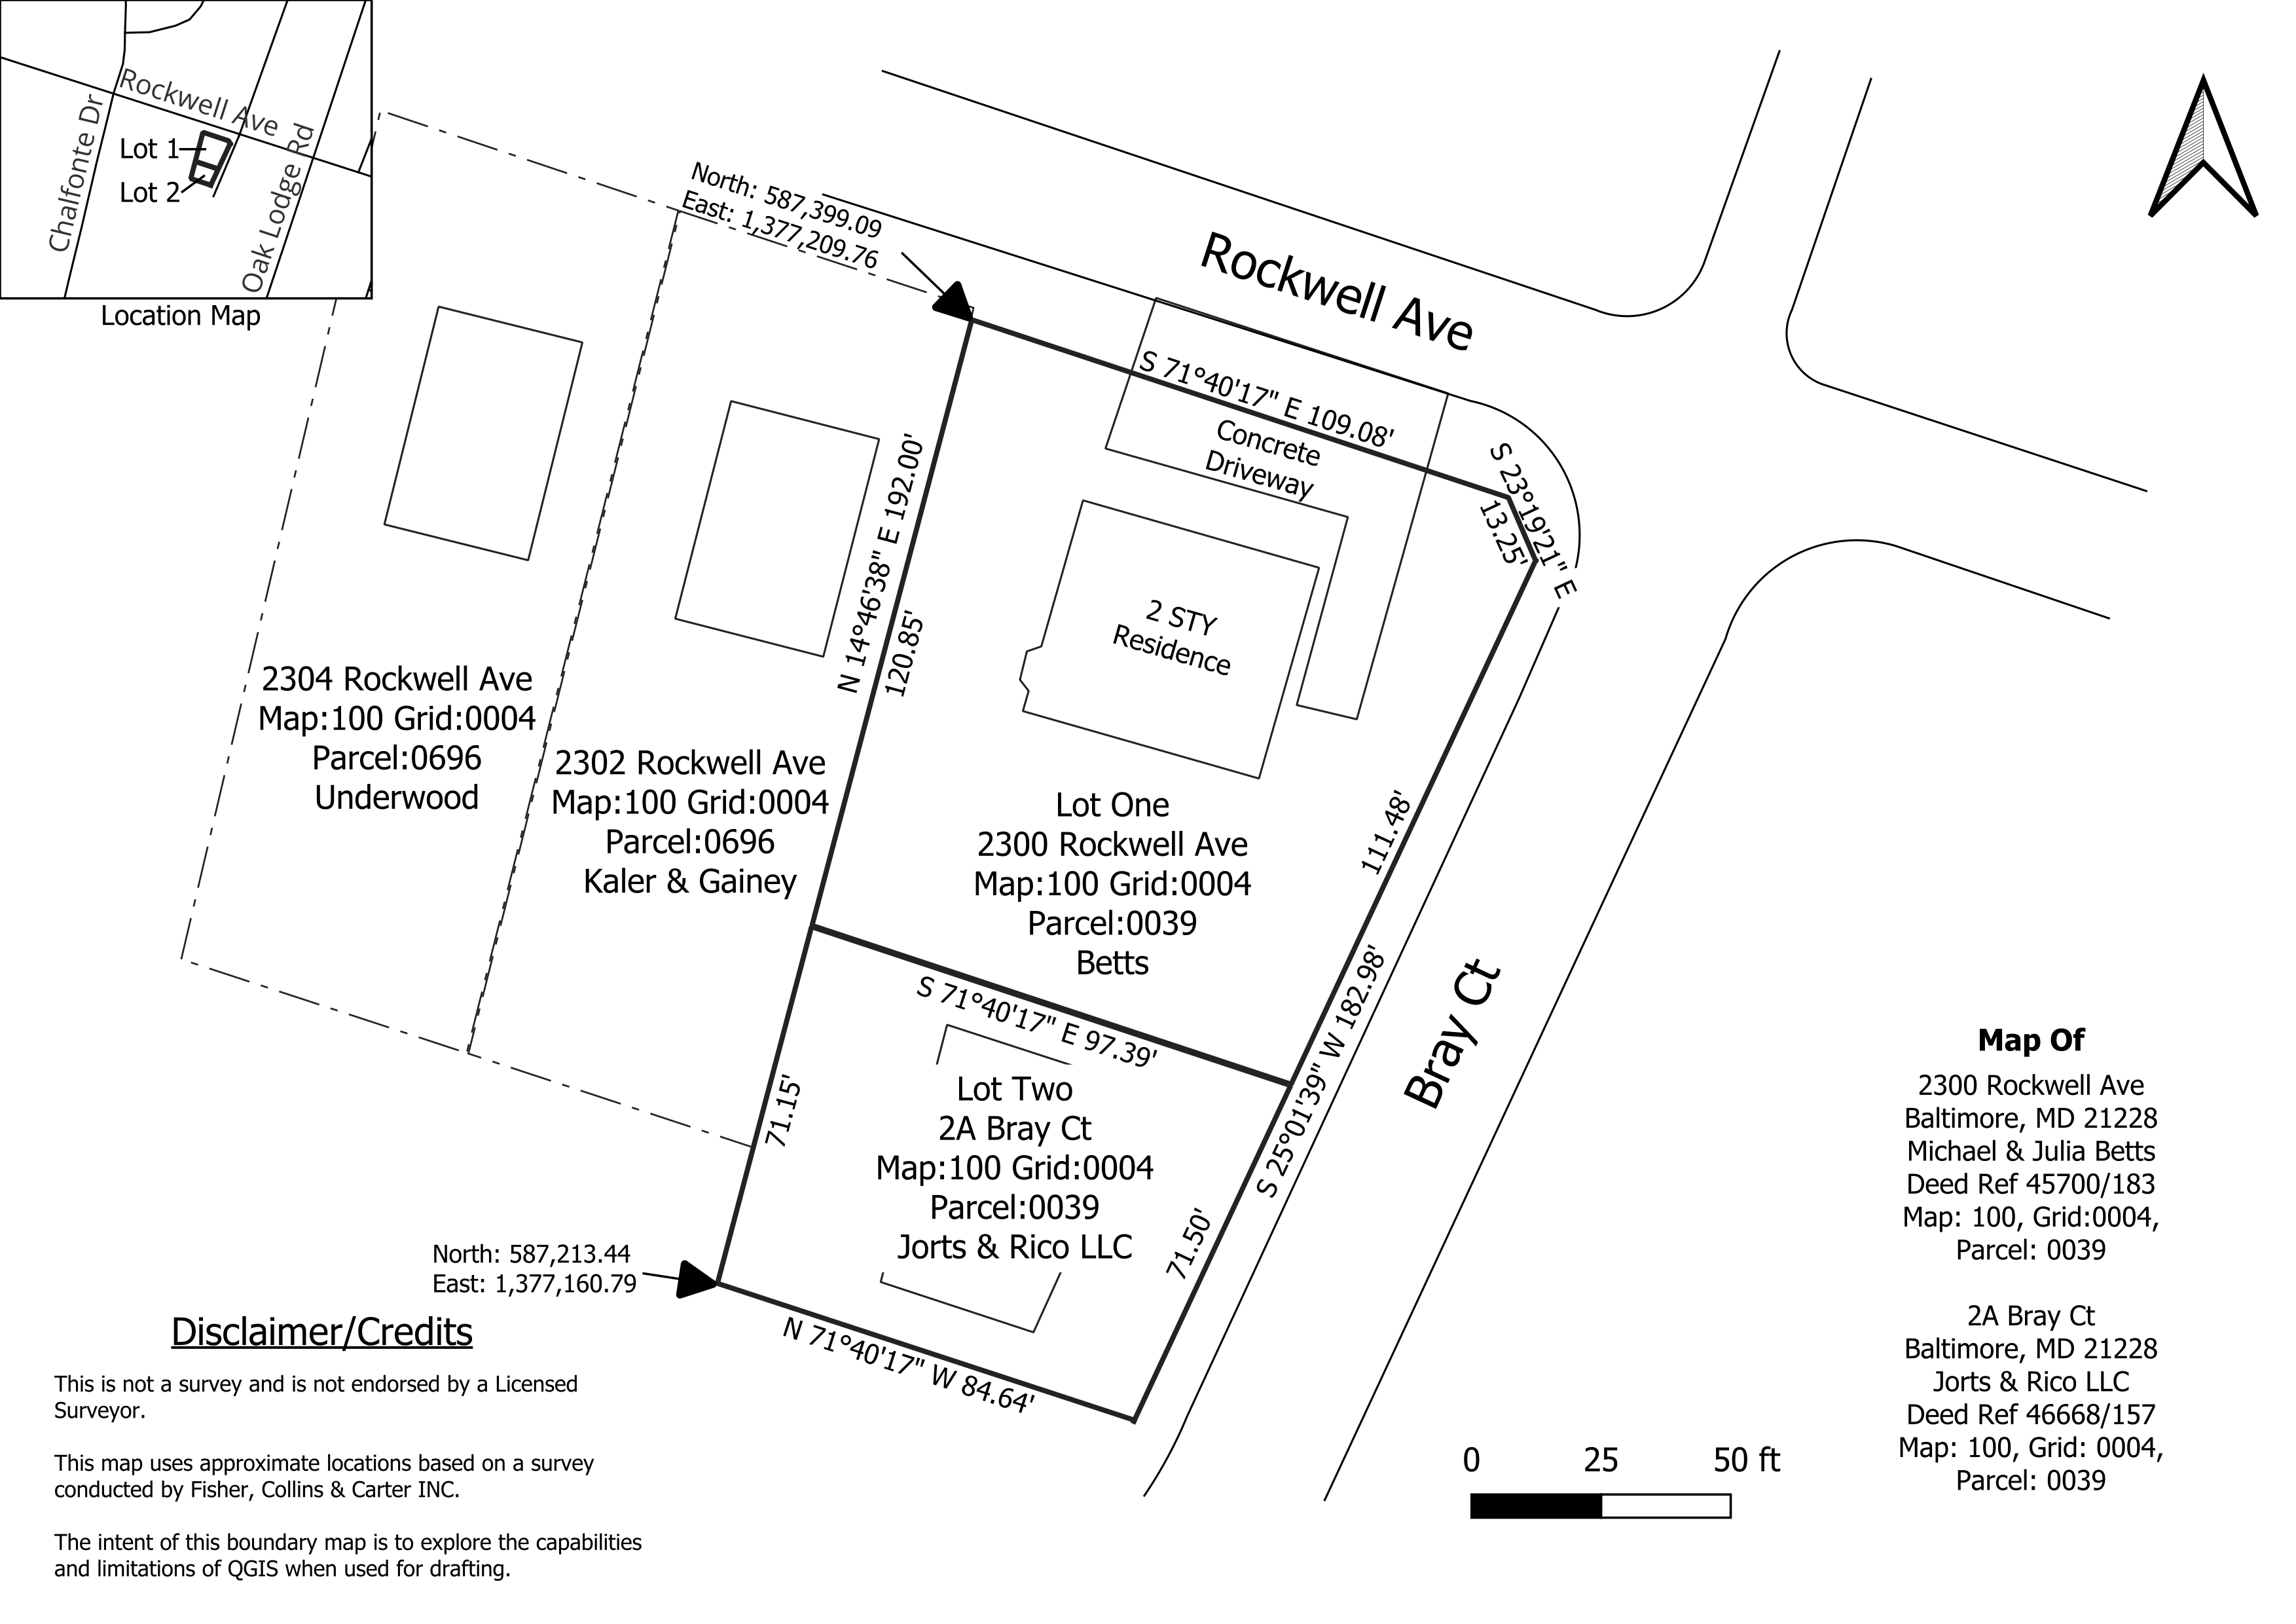 Rockwell Ave
Chalfonte Dr
Oak Lodge Rd
Lot 1
Lot 2
Location Map
North: 587,399.09
East: 1,377,209.76
Rockwell Ave
S 71°40'17" E 109.08'
Concrete
Driveway
S 23°19'21" E
13.25'
N 14°46'38" E 192.00'
120.85'
2 STY
Residence
2304 Rockwell Ave
Map:100 Grid:0004
Parcel:0696
Underwood
2302 Rockwell Ave
Map:100 Grid:0004
Parcel:0696
Kaler & Gainey
Lot One
2300 Rockwell Ave
Map:100 Grid:0004
Parcel:0039
Betts
111.48'
S 71°40'17" E 97.39'
S 25°01'39" W 182.98'
Bray Ct
71.15'
Lot Two
2A Bray Ct
Map:100 Grid:0004
Parcel:0039
Jorts & Rico LLC
71.50'
North: 587,213.44
East: 1,377,160.79
N 71°40'17" W 84.64'
Disclaimer/Credits
This is not a survey and is not endorsed by a Licensed
Surveyor.
This map uses approximate locations based on a survey
conducted by Fisher, Collins & Carter INC.
The intent of this boundary map is to explore the capabilities
and limitations of QGIS when used for drafting.
0 25 50 ft
Map Of
2300 Rockwell Ave
Baltimore, MD 21228
Michael & Julia Betts
Deed Ref 45700/183
Map: 100, Grid:0004,
Parcel: 0039
2A Bray Ct
Baltimore, MD 21228
Jorts & Rico LLC
Deed Ref 46668/157
Map: 100, Grid: 0004,
Parcel: 0039